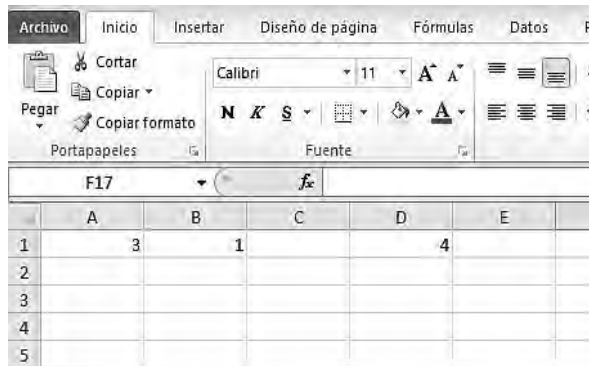 Archivo Inicio Insertar Diseño de página Fórmulas Datos
Cortar
Copiar
Copiar formato
Pegar
Portapapeles
Calibri 11 A A
N K S A
Fuente
F17 fx
A B C D E
1 3 1 4
2
3
4
5